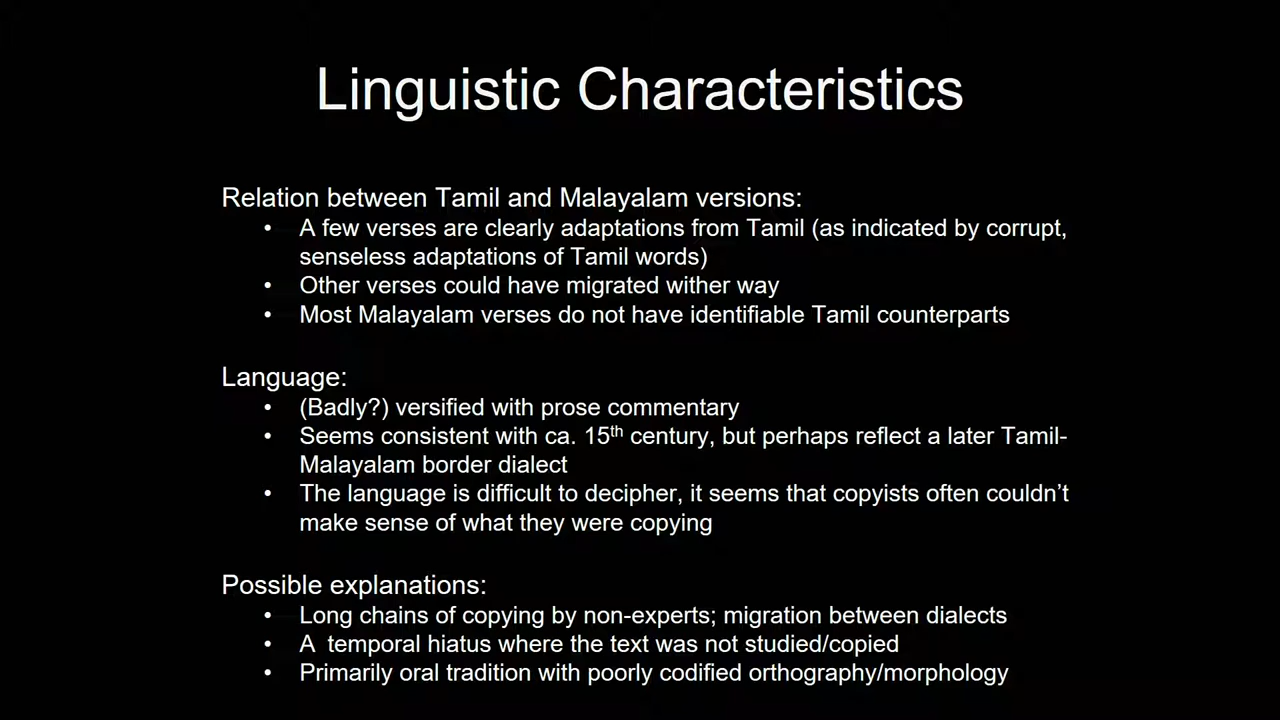 Linguistic Characteristics
Relation between Tamil and Malayalam versions:
• A few verses are clearly adaptations from Tamil (as indicated by corrupt,
senseless adaptations of Tamil words)
• Other verses could have migrated wither way
• Most Malayalam verses do not have identifiable Tamil counterparts
Language:
• (Badly?) versified with prose commentary
• Seems consistent with ca. 15th century, but perhaps reflect a later Tamil-
Malayalam border dialect
• The language is difficult to decipher, it seems that copyists often couldn’t
make sense of what they were copying
Possible explanations:
• Long chains of copying by non-experts; migration between dialects
• A  temporal hiatus where the text was not studied/copied
• Primarily oral tradition with poorly codified orthography/morphology